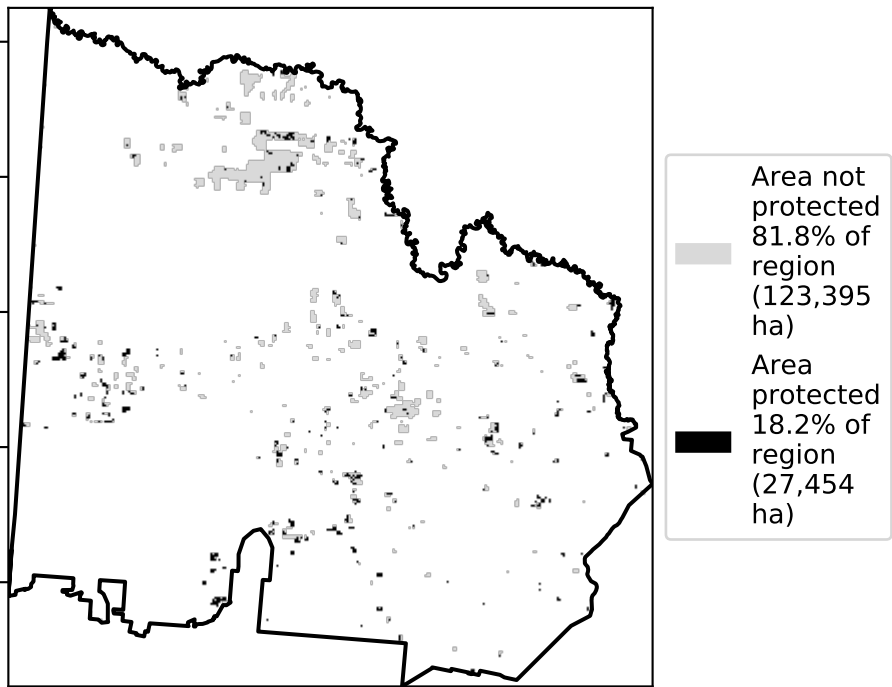 Area not
protected
81.8% of
region
(123,395
ha)
Area
protected
18.2% of
region
(27,454
ha)